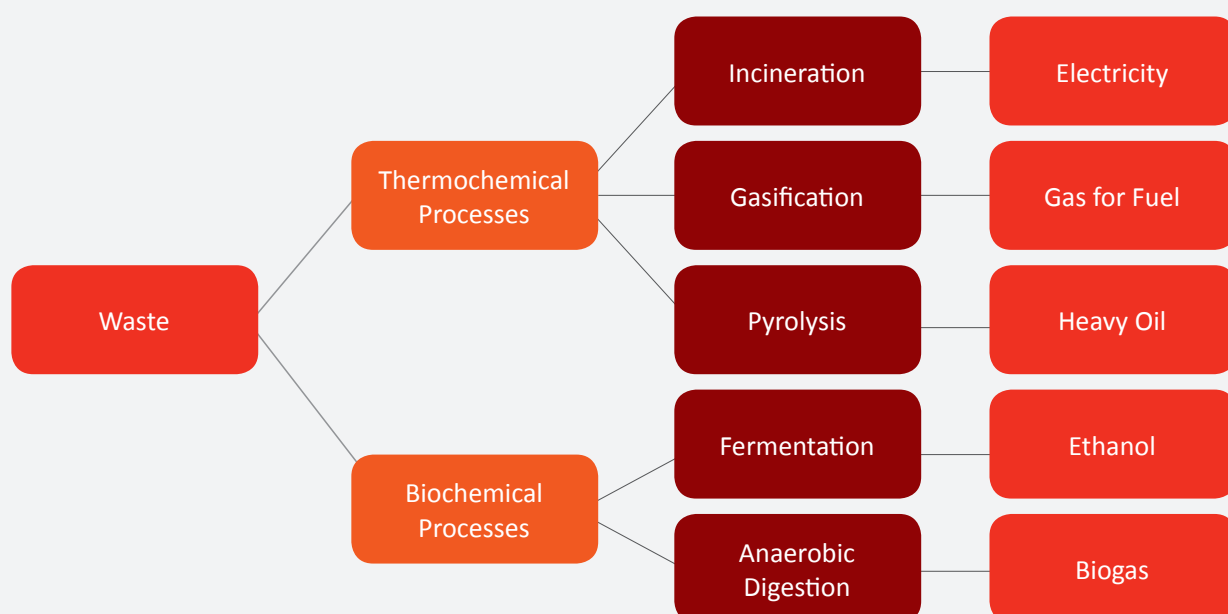 Incineration
Electricity
Thermochemical
Processes
Gasification
Gas for Fuel
Waste
Pyrolysis
Heavy Oil
Fermentation
Ethanol
Biochemical
Processes
Anaerobic
Digestion
Biogas